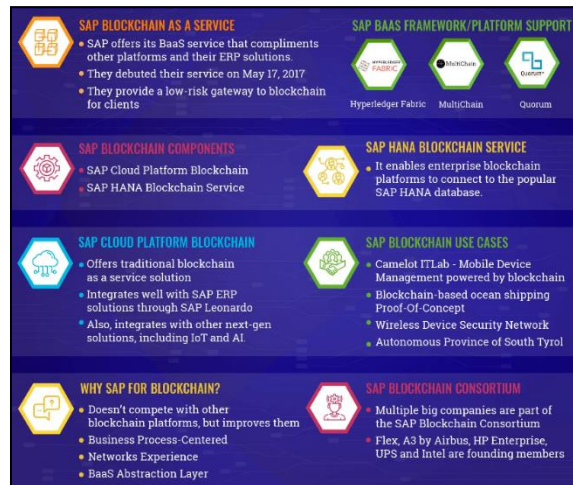 SAP BLOCKCHAIN AS A SERVICE
SAP offers its BaaS service that compliments
other platforms and their ERP solutions.
They debuted their service on May 17, 2017
They provide a low-risk gateway to blockchain
for clients
SAP BAAS FRAMEWORK/PLATFORM SUPPORT
HYPERLEDGER
FABRIC
MultiChain
Quorum
Hyperledger Fabric
MultiChain
Quorum
SAP BLOCKCHAIN COMPONENTS
SAP Cloud Platform Blockchain
SAP HANA Blockchain Service
SAP HANA BLOCKCHAIN SERVICE
It enables enterprise blockchain
platforms to connect to the popular
SAP HANA database.
SAP CLOUD PLATFORM BLOCKCHAIN
Offers traditional blockchain
as a service solution
Integrates well with SAP ERP
solutions through SAP Leonardo
Also, integrates with other next-gen
solutions, including IoT and AI.
SAP BLOCKCHAIN USE CASES
Camelot ITLab - Mobile Device
Management powered by blockchain
Blockchain-based ocean shipping
Proof-Of-Concept
Wireless Device Security Network
Autonomous Province of South Tyrol
WHY SAP FOR BLOCKCHAIN?
Doesn't compete with other
blockchain platforms, but improves them
Business Process-Centered
Networks Experience
BaaS Abstraction Layer
SAP BLOCKCHAIN CONSORTIUM
Multiple big companies are part of
the SAP Blockchain Consortium
Flex, A3 by Airbus, HP Enterprise,
UPS and Intel are founding members